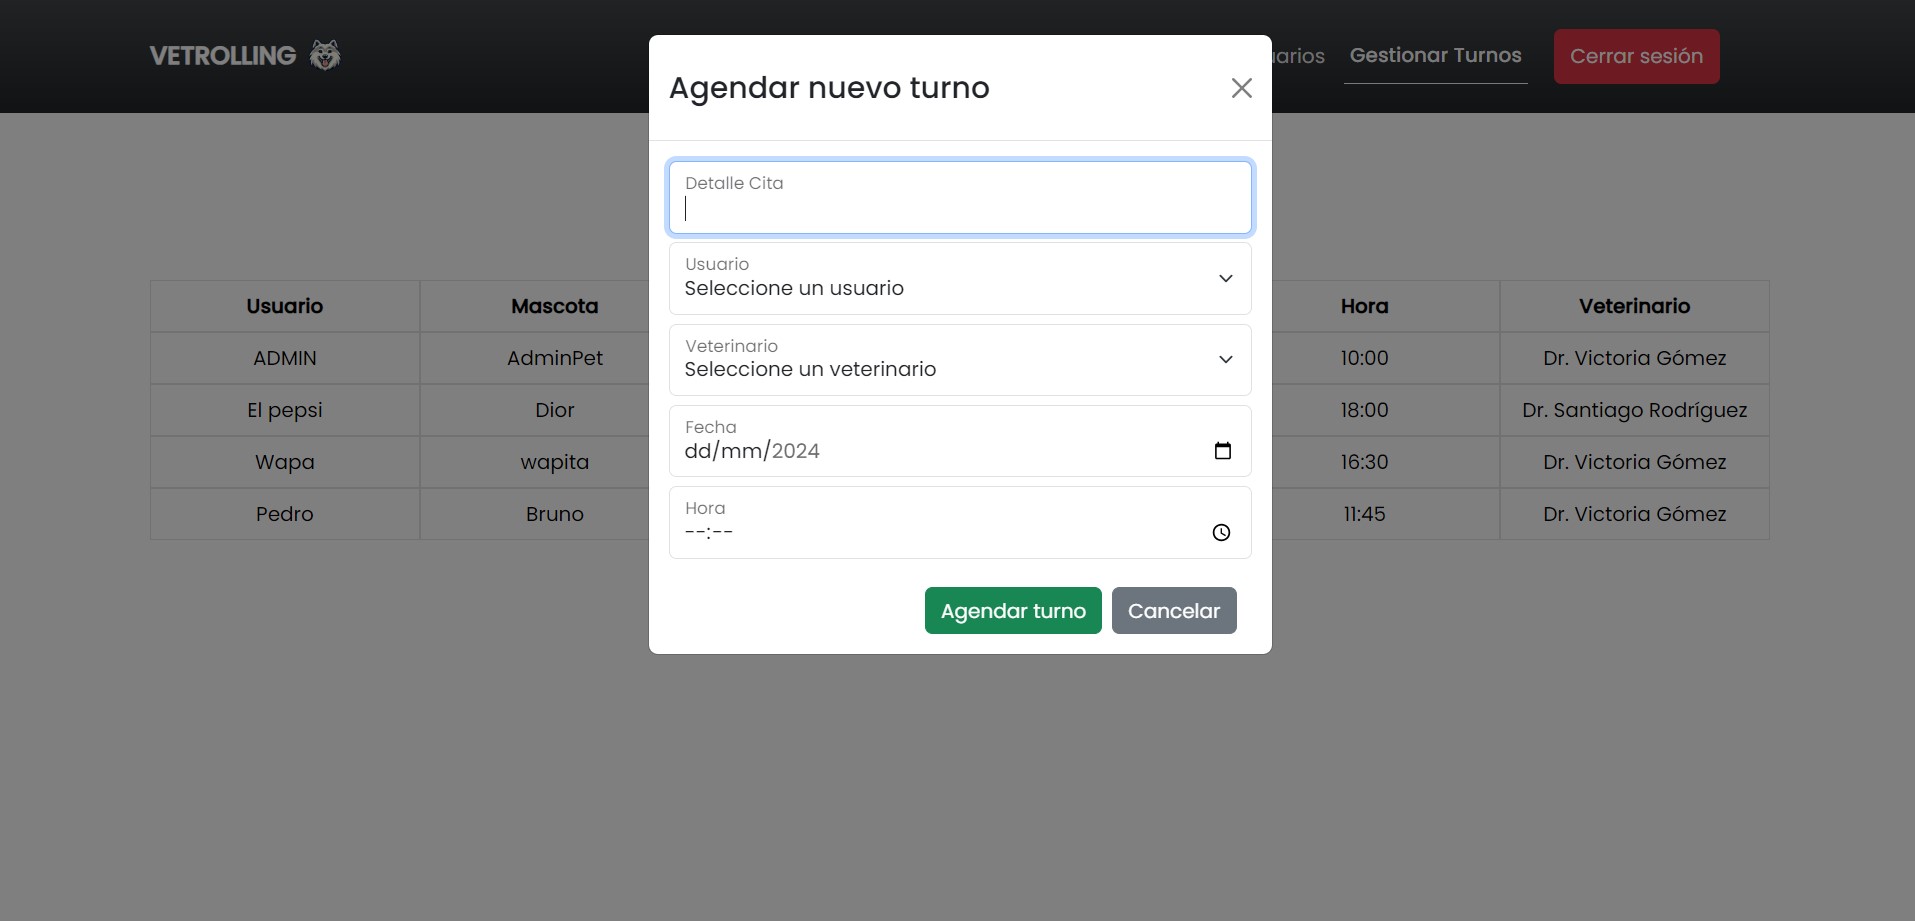 VETROLLING
uarios
Gestionar Turnos
Cerrar sesión
Agendar nuevo turno
Detalle Cita
Usuario
Seleccione un usuario
Veterinario
Seleccione un veterinario
Fecha
dd/mm/2024
Hora
--:--
Agendar turno
Cancelar
Usuario Mascota Hora Veterinario
ADMIN AdminPet 10:00 Dr. Victoria Gómez
El pepsi Dior 18:00 Dr. Santiago Rodríguez
Wapa wapita 16:30 Dr. Victoria Gómez
Pedro Bruno 11:45 Dr. Victoria Gómez